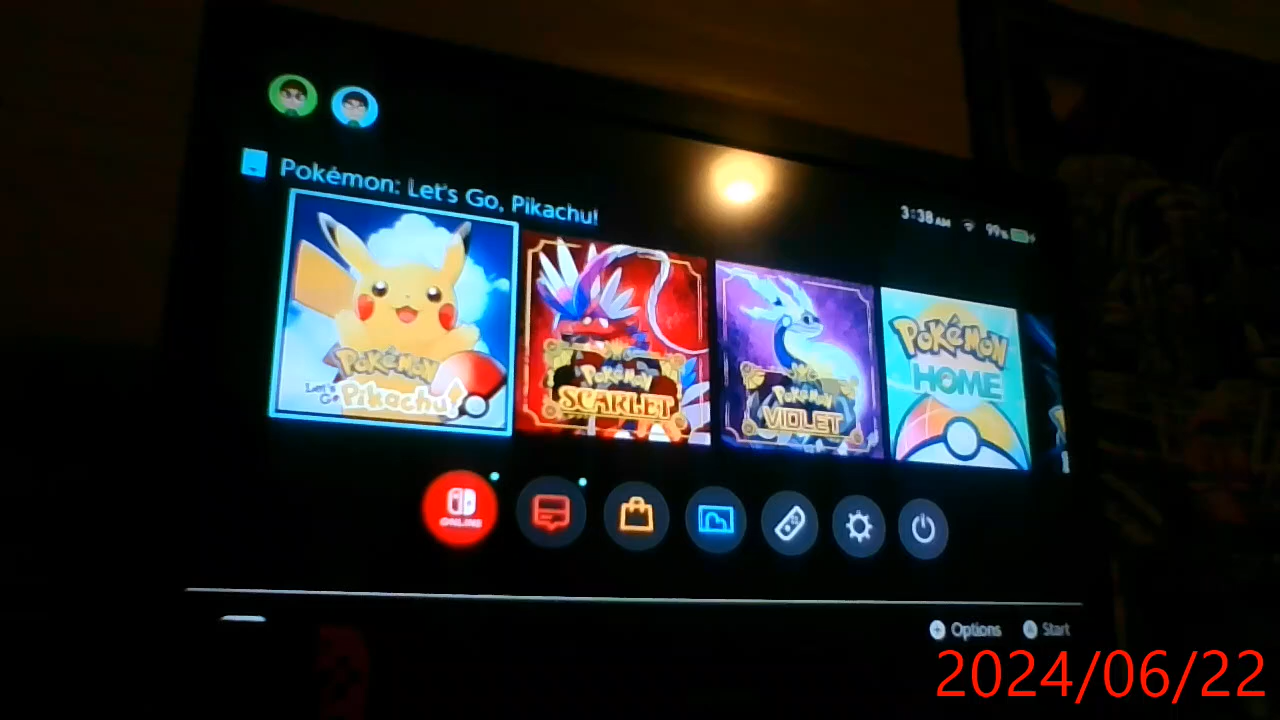 Pokémon: Let's Go, Pikachu!
3:38 AM 99%
POKéMON
Let's Go Pikachu!
POKéMON
SCARLET
POKéMON
VIOLET
POKéMON
HOME
ONLINE
+ Options A Start
2024/06/22